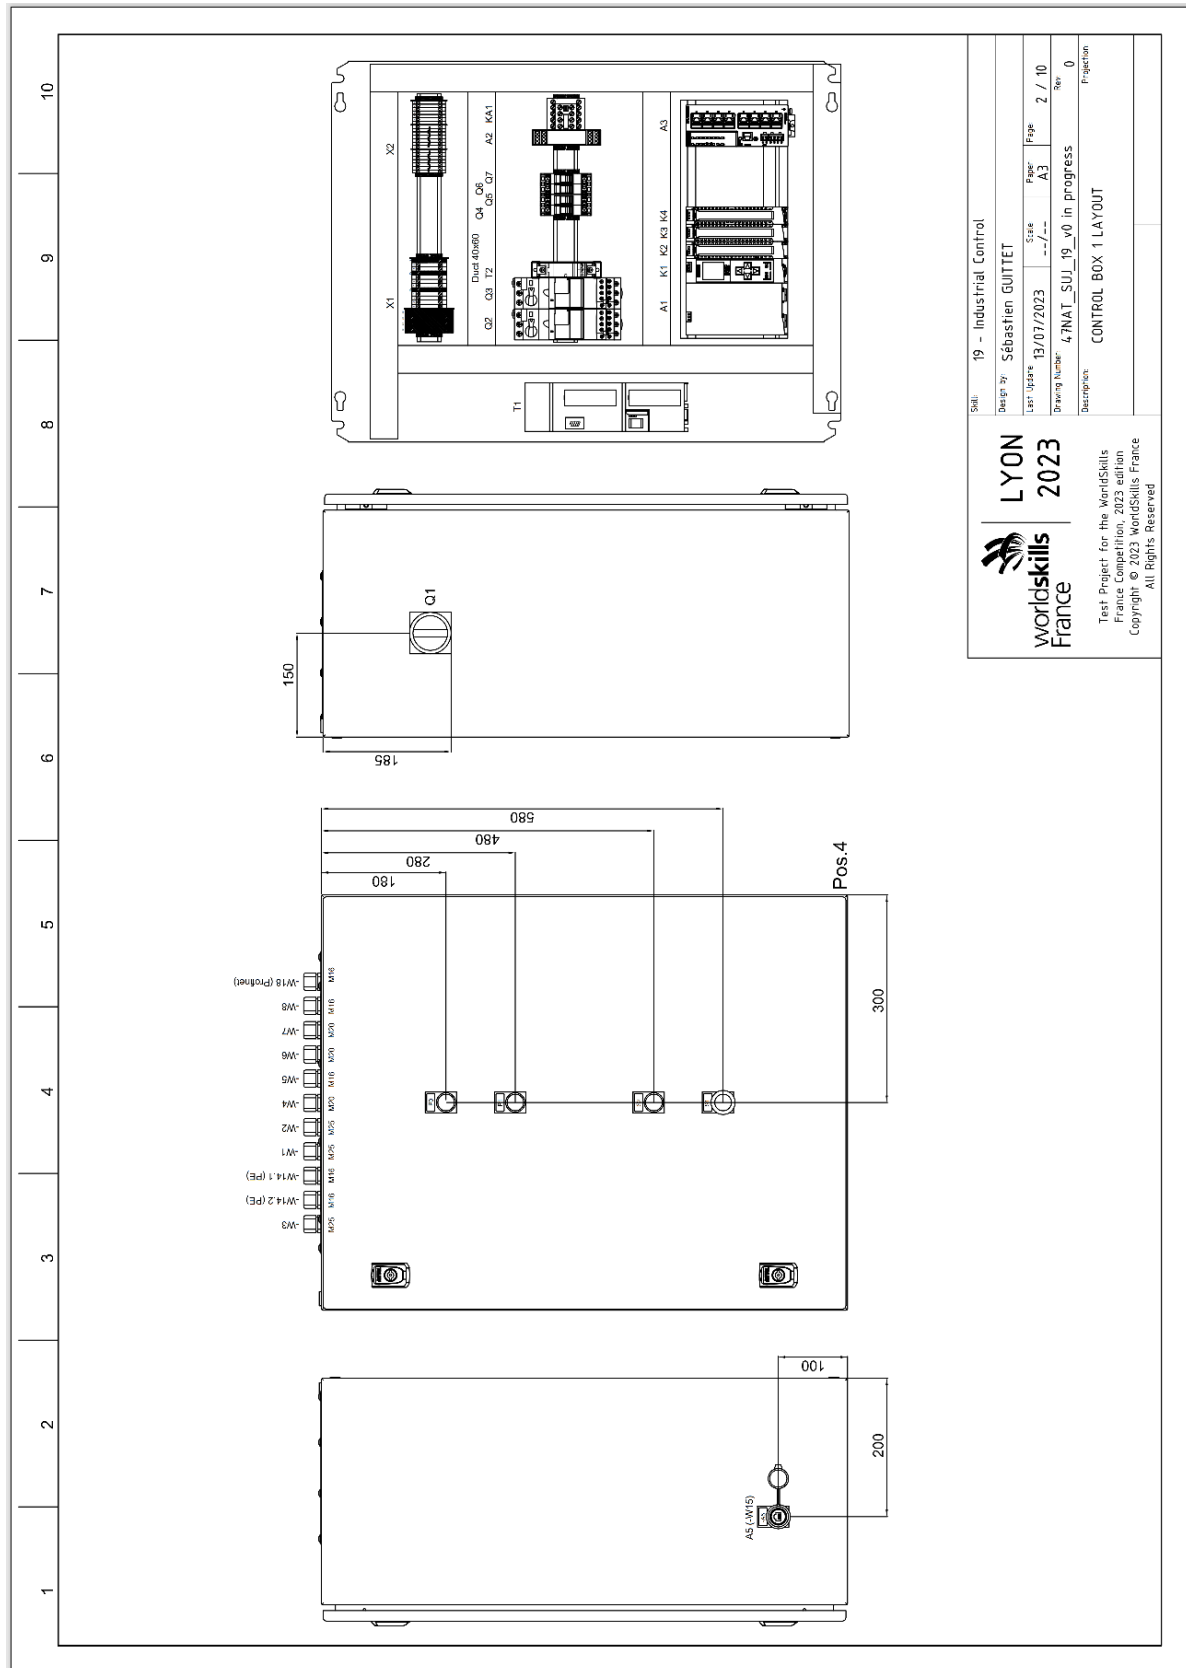 1
2
3
4
5
6
7
8
9
10
A5 (-W15)
200
100
-W3
-W14.2 (PE)
-W14.1 (PE)
-W1
-W2
-W4
-W5
-W6
-W7
-W8
-W18 (Profinet)
M25
M16
M16
M25
M25
M20
M16
M20
M20
M16
M16
180
280
480
580
300
Pos.4
185
150
Q1
T1
X1
X2
Duct 40x60
Q2
Q3
T2
Q4
Q5
Q6
Q7
A2
KA1
A1
K1
K2
K3
K4
A3
worldskills
France
LYON
2023
Test Project for the WorldSkills
France Competition, 2023 edition
Copyright © 2023 WorldSkills France
All Rights Reserved
Skill: 19 - Industrial Control
Design by: Sébastien GUITTET
Last Update 13/07/2023
Scale --/--
Paper A3
Page: 2 / 10
Drawing Number: 47NAT_SUJ_19_v0 in progress
Rev 0
Description: CONTROL BOX 1 LAYOUT
Projection